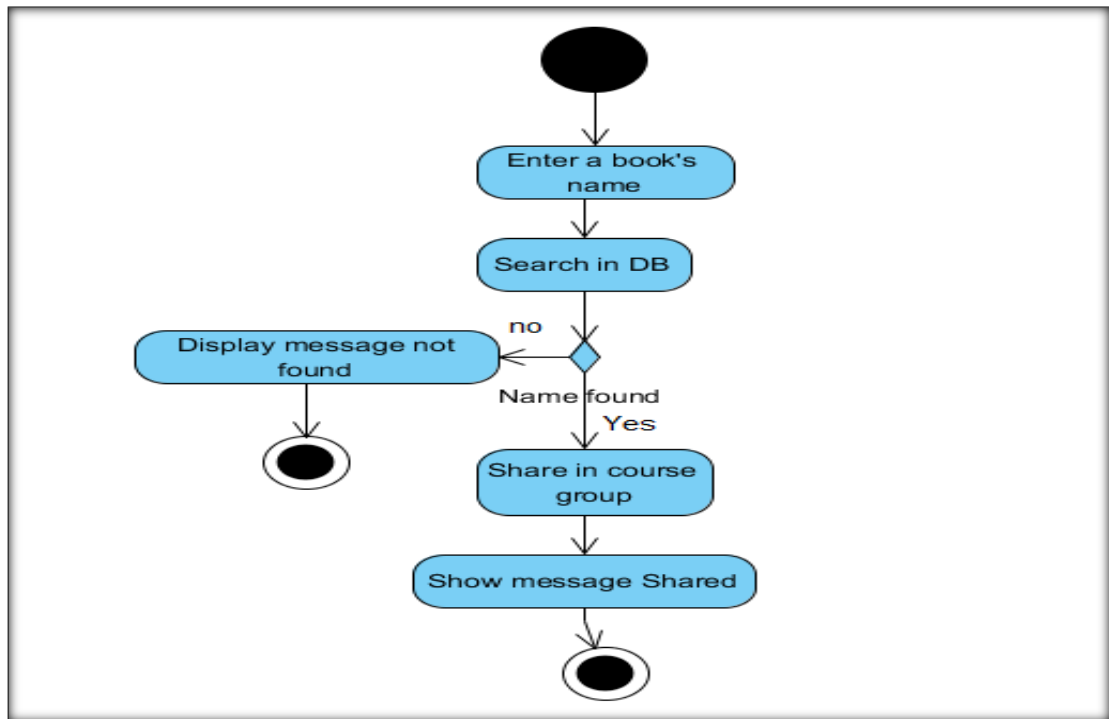 Enter a book's
name
Search in DB
no
Display message not
found
Name found
Yes
Share in course
group
Show message Shared